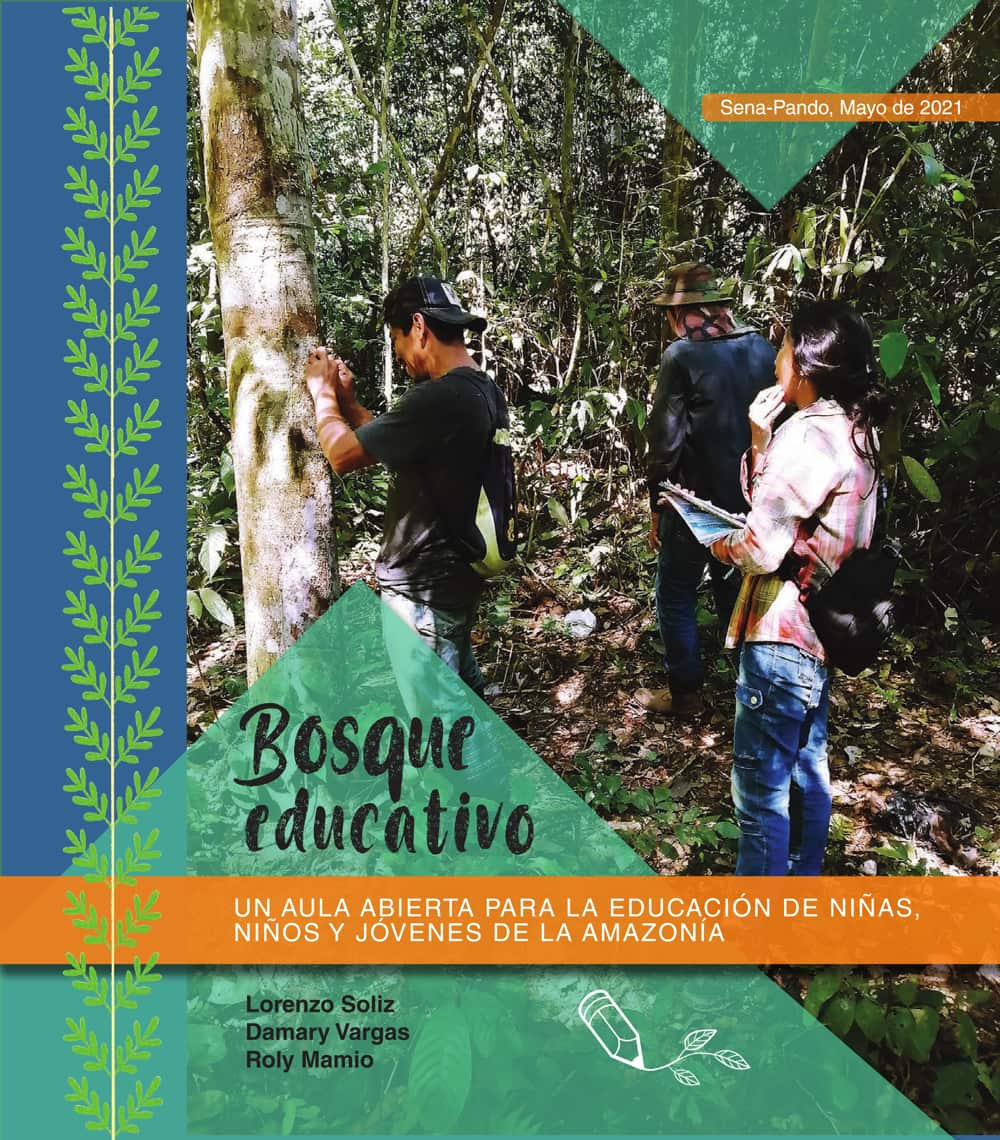 Sena-Pando, Mayo de 2021
Bosque
educativo
UN AULA ABIERTA PARA LA EDUCACIÓN DE NIÑAS,
NIÑOS Y JÓVENES DE LA AMAZONÍA
Lorenzo Soliz
Damary Vargas
Roly Mamio